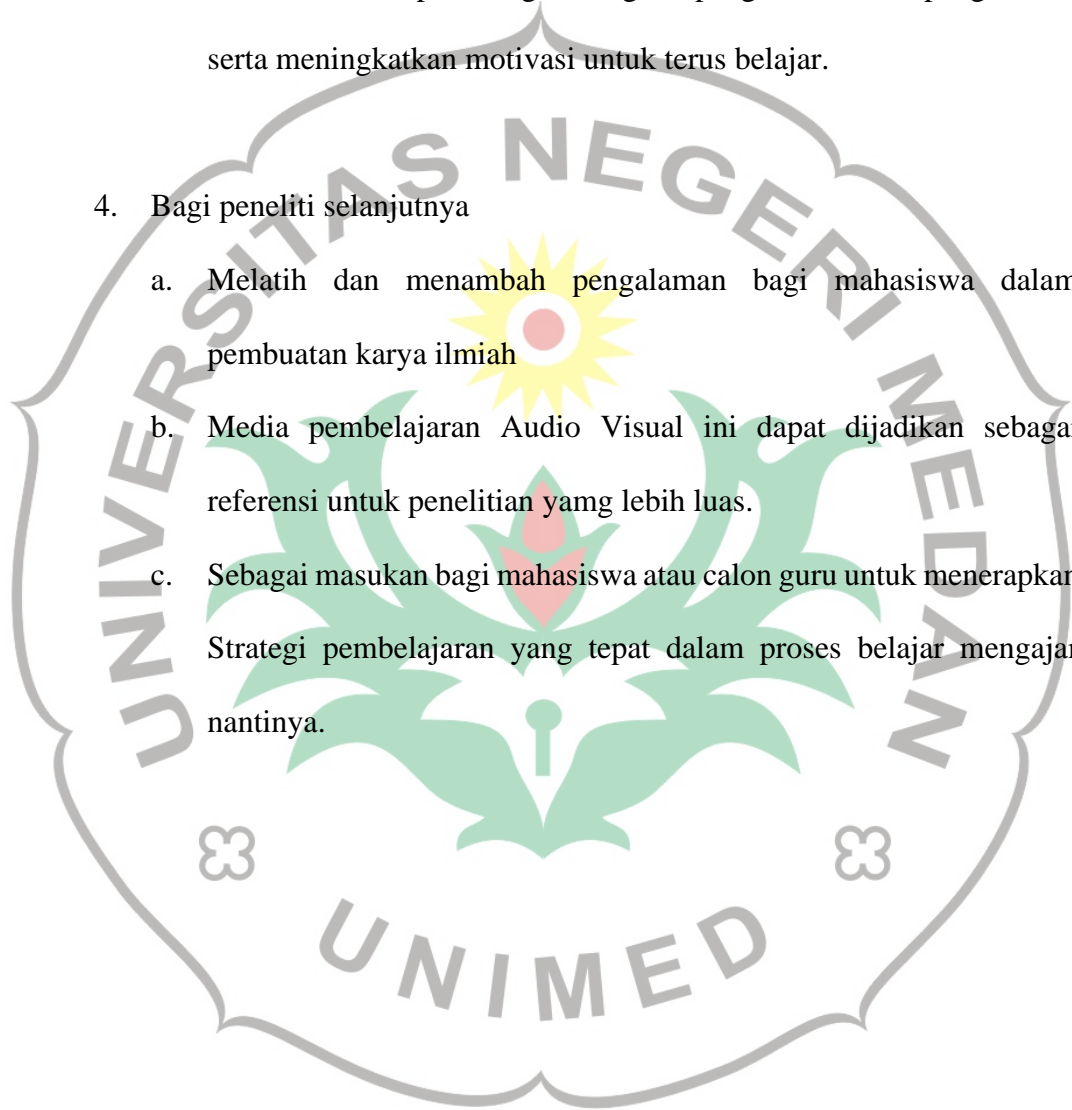 serta meningkatkan motivasi untuk terus belajar.
4. Bagi peneliti selanjutnya
a. Melatih dan menambah pengalaman bagi mahasiswa dalam
pembuatan karya ilmiah
b. Media pembelajaran Audio Visual ini dapat dijadikan sebagai
referensi untuk penelitian yamg lebih luas.
c. Sebagai masukan bagi mahasiswa atau calon guru untuk menerapkan
Strategi pembelajaran yang tepat dalam proses belajar mengajar
nantinya.
UNIVERSITAS NEGERI MEDAN
UNIMED